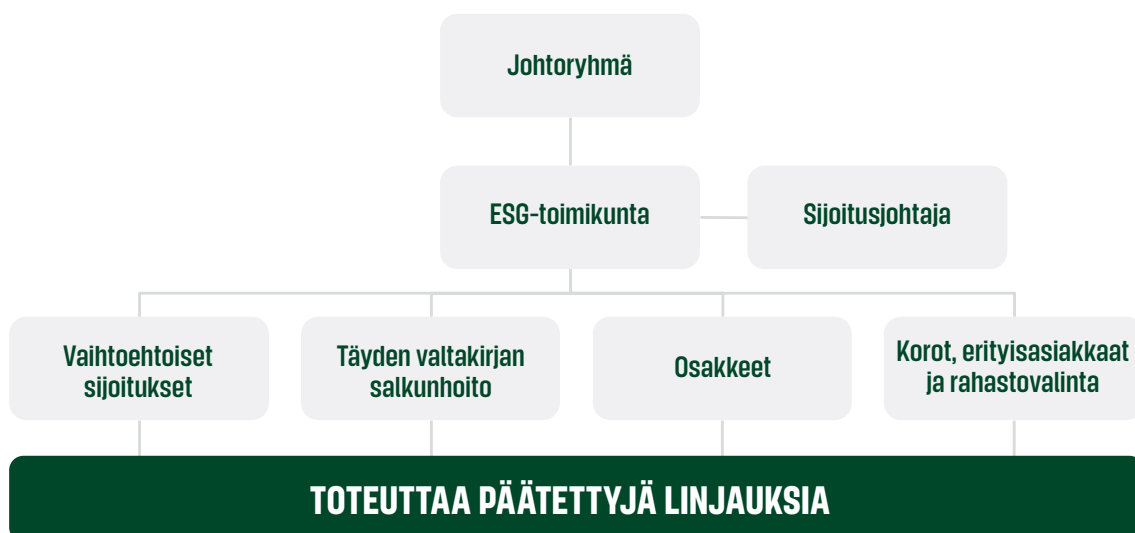 Johtoryhmä
ESG-toimikunta
Sijoitusjohtaja
Vaihtoehtoiset
sijoitukset
Täyden valtakirjan
salkunhoito
Osakkeet
Korot, erityisasiakkaat
ja rahastovalinta
TOTEUTTAA PÄÄTETTYJÄ LINJAUKSIA